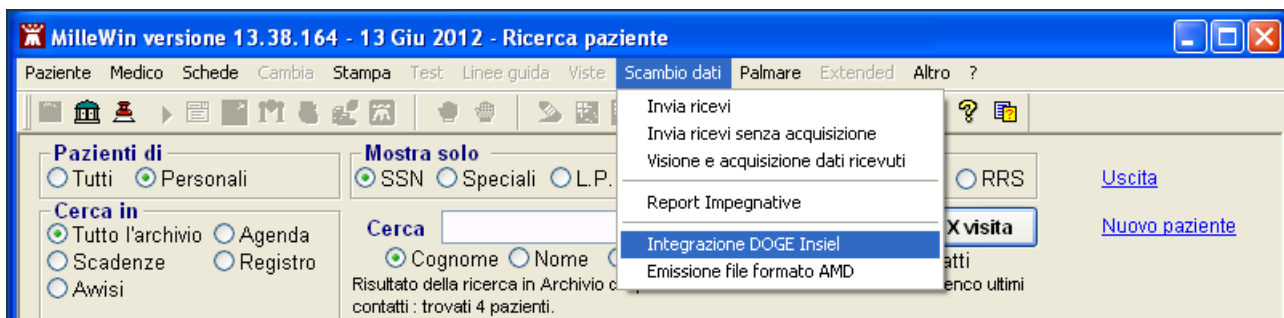 MilleWin versione 13.38.164 - 13 Giu 2012 - Ricerca paziente
Paziente Medico Schede Cambia Stampa Test Linee guida Viste Scambio dati Palmare Extended Altro ?
Invia ricevi
Invia ricevi senza acquisizione
Visione e acquisizione dati ricevuti
Report Impegnative
Integrazione DOGE Insiel
Emissione file formato AMD
Pazienti di
Tutti Personali
Mostra solo
SSN Speciali L.P. RRS
Uscita
Cerca in
Tutto l'archivio Agenda
Scadenze Registro
Avvisi
Cerca X visita
Nuovo paziente
Cognome Nome
Risultato della ricerca in Archivio
contatti : trovati 4 pazienti.
ultimi